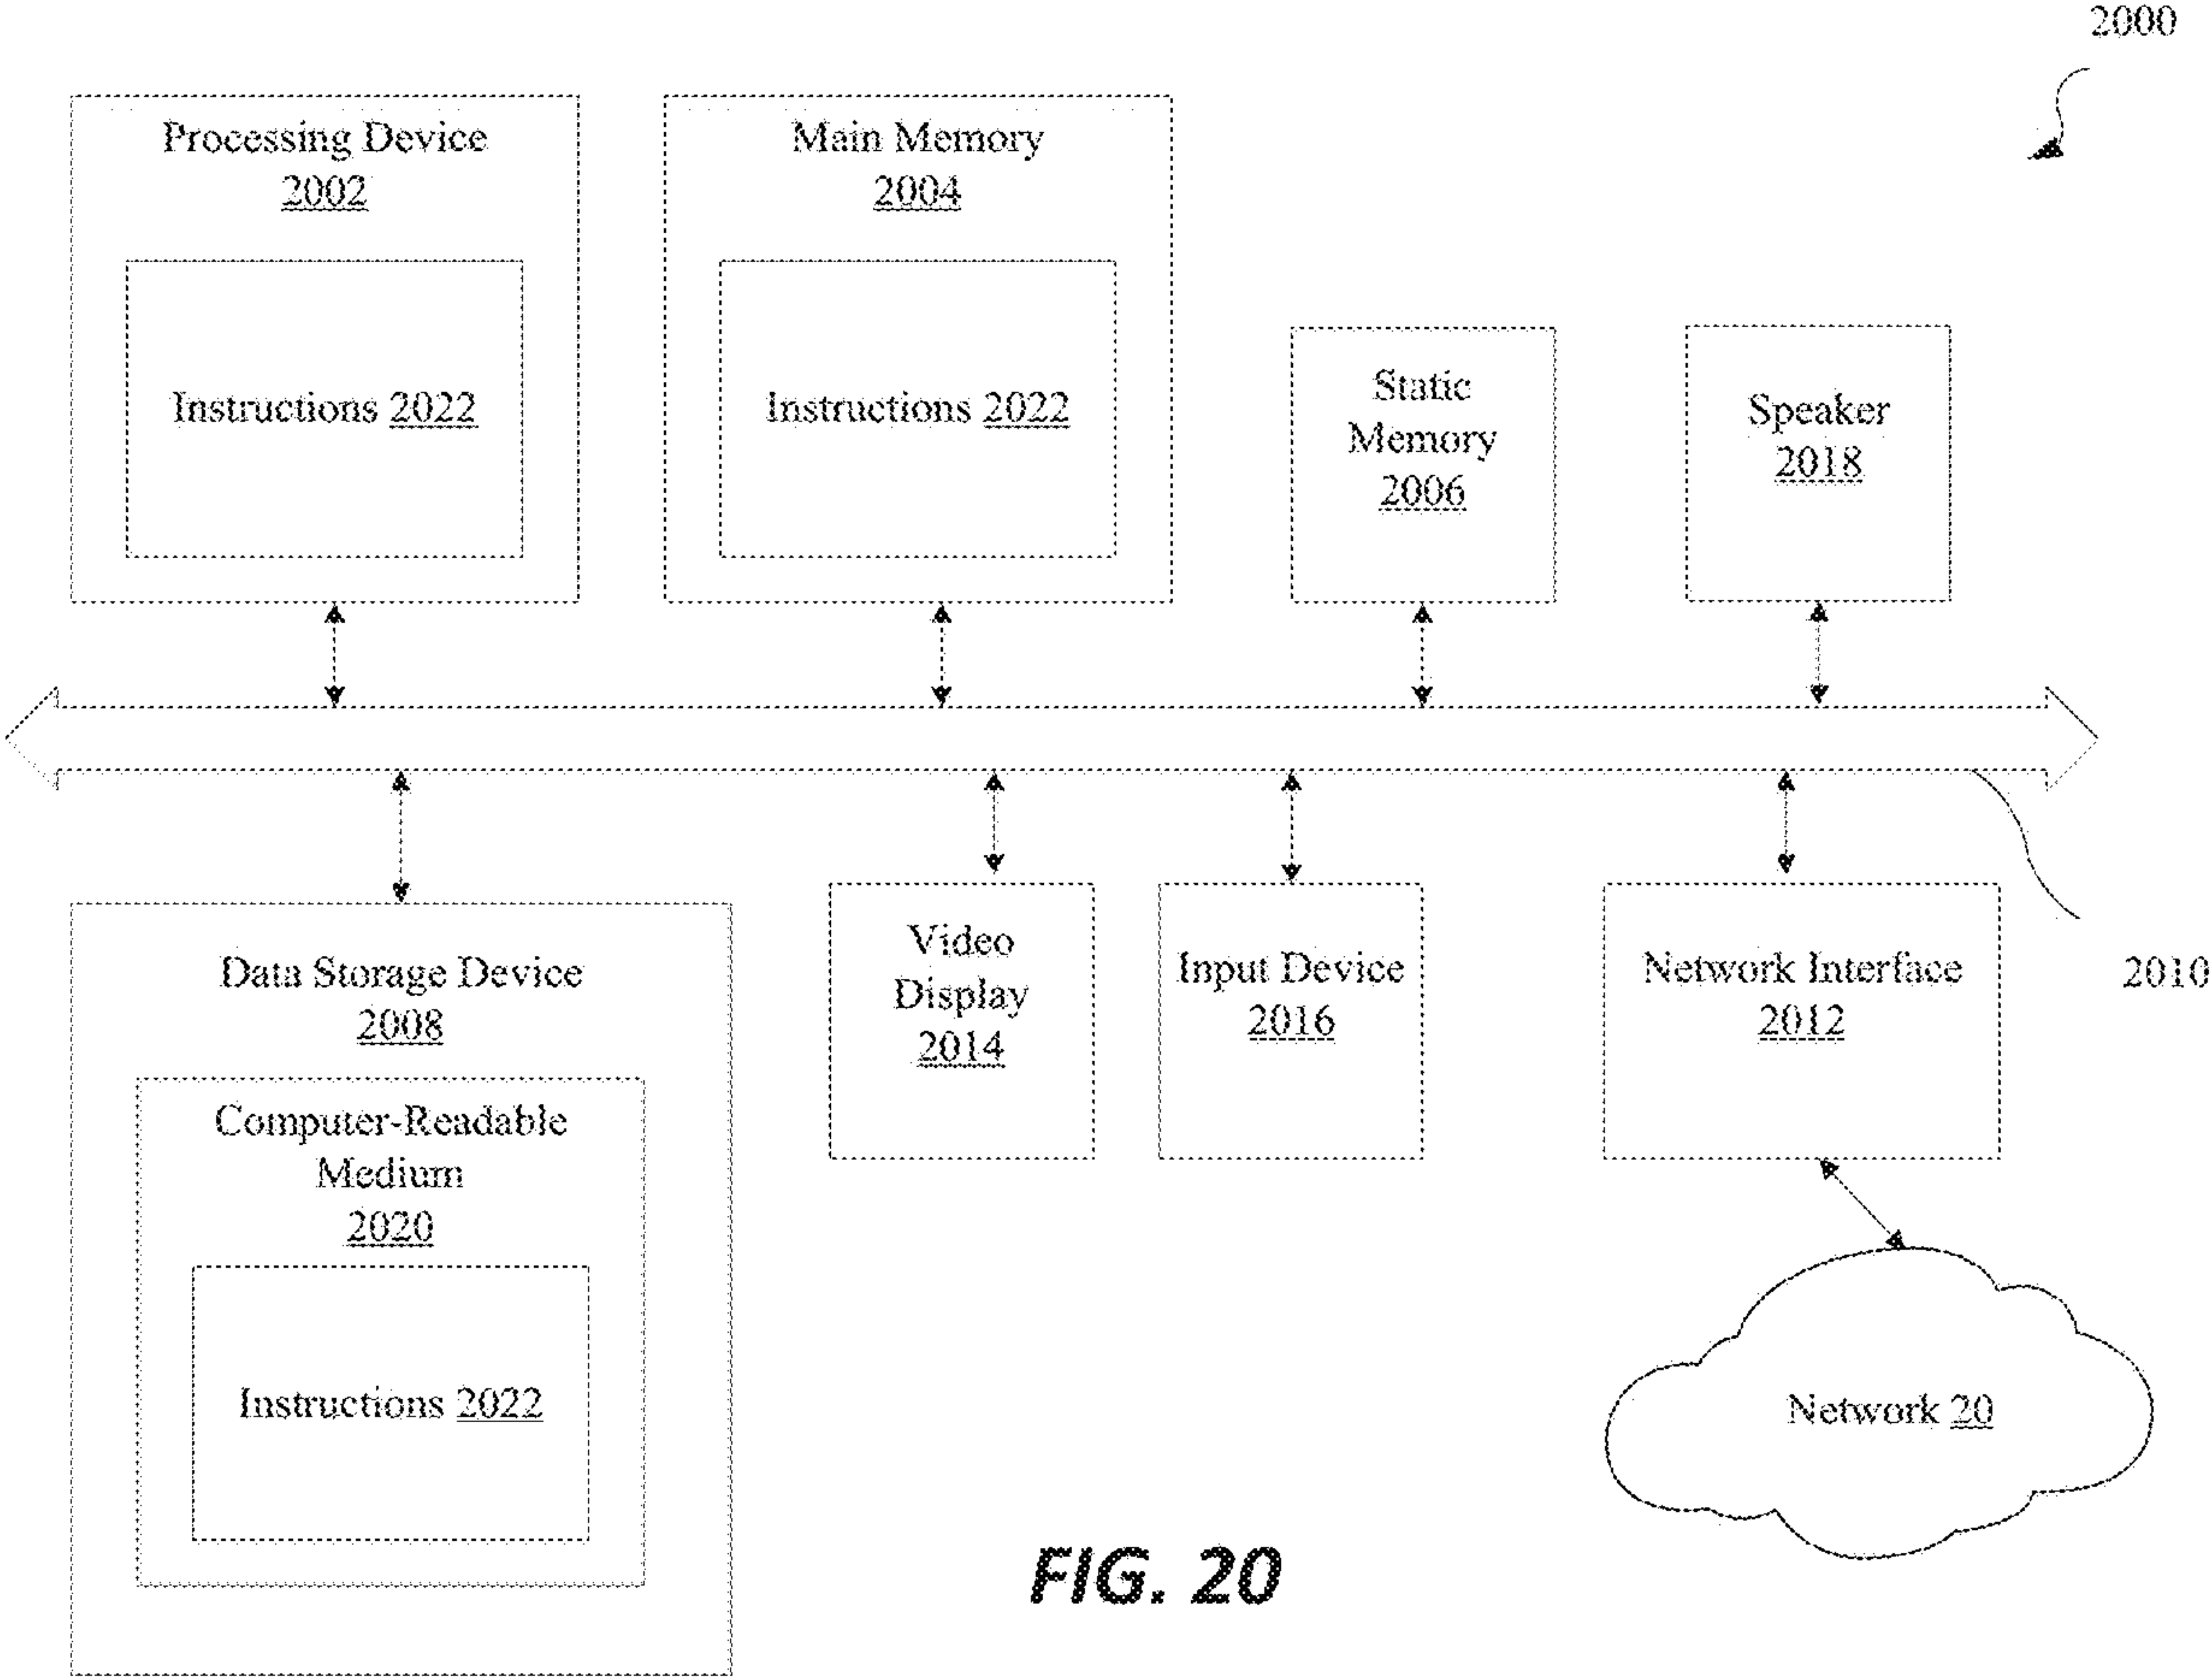 2000
Processing Device
2002
Instructions 2022
Main Memory
2004
Instructions 2022
Static
Memory
2006
Speaker
2018
2010
Data Storage Device
2008
Computer-Readable
Medium
2020
Instructions 2022
Video
Display
2014
Input Device
2016
Network Interface
2012
Network 20
FIG. 20